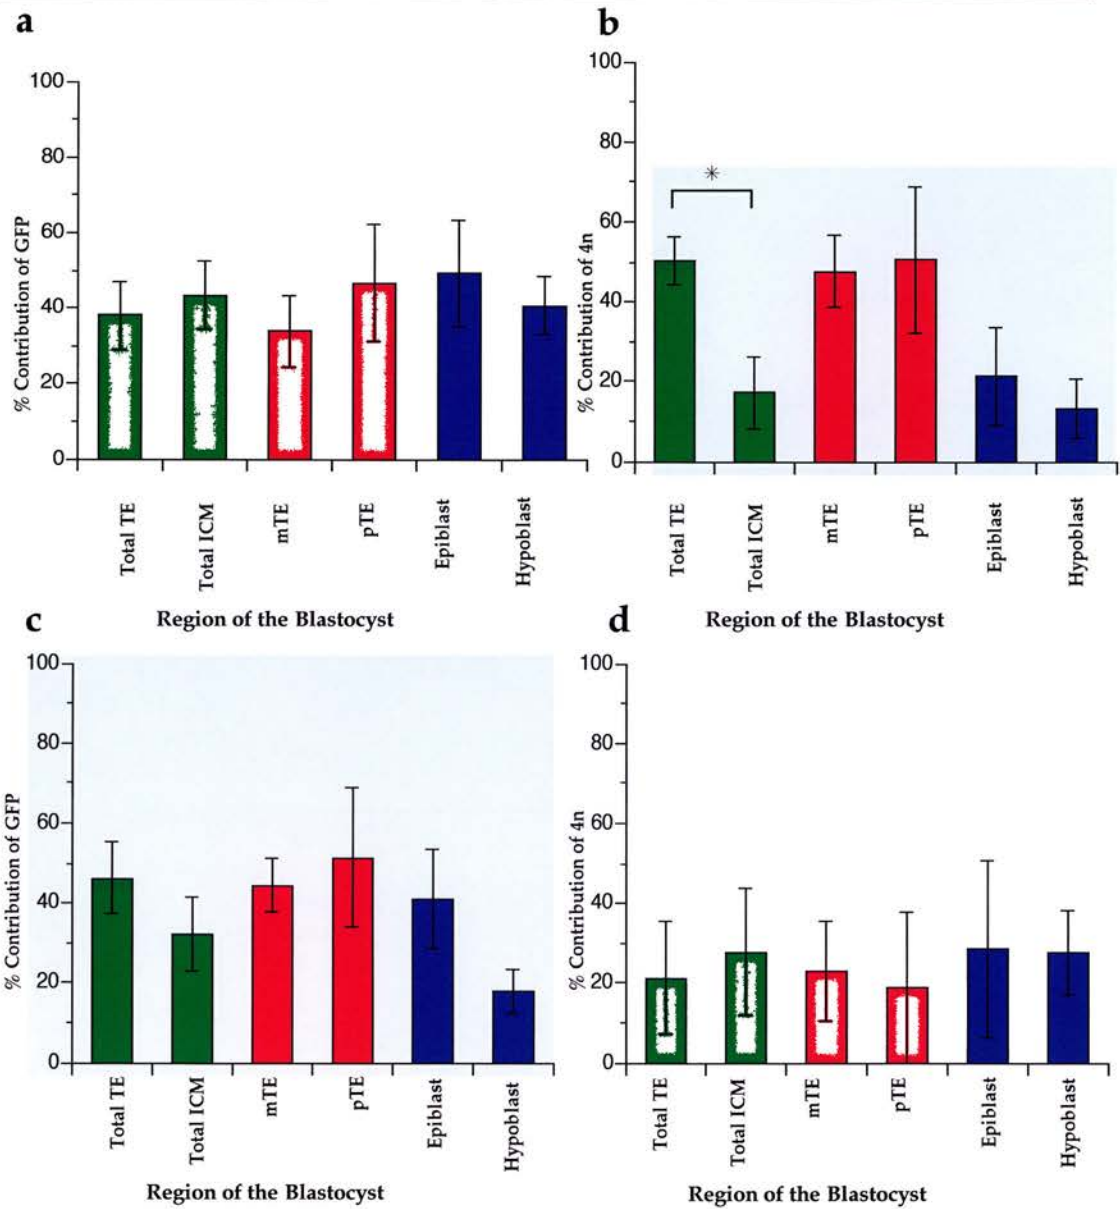 a
100
80
60
40
20
0
% Contribution of GFP
Total TE
Total ICM
mTE
pTE
Epiblast
Hypoblast
Region of the Blastocyst
b
100
80
60
40
20
0
% Contribution of 4n
*
Total TE
Total ICM
mTE
pTE
Epiblast
Hypoblast
Region of the Blastocyst
c
100
80
60
40
20
0
% Contribution of GFP
Total TE
Total ICM
mTE
pTE
Epiblast
Hypoblast
Region of the Blastocyst
d
100
80
60
40
20
0
% Contribution of 4n
Total TE
Total ICM
mTE
pTE
Epiblast
Hypoblast
Region of the Blastocyst